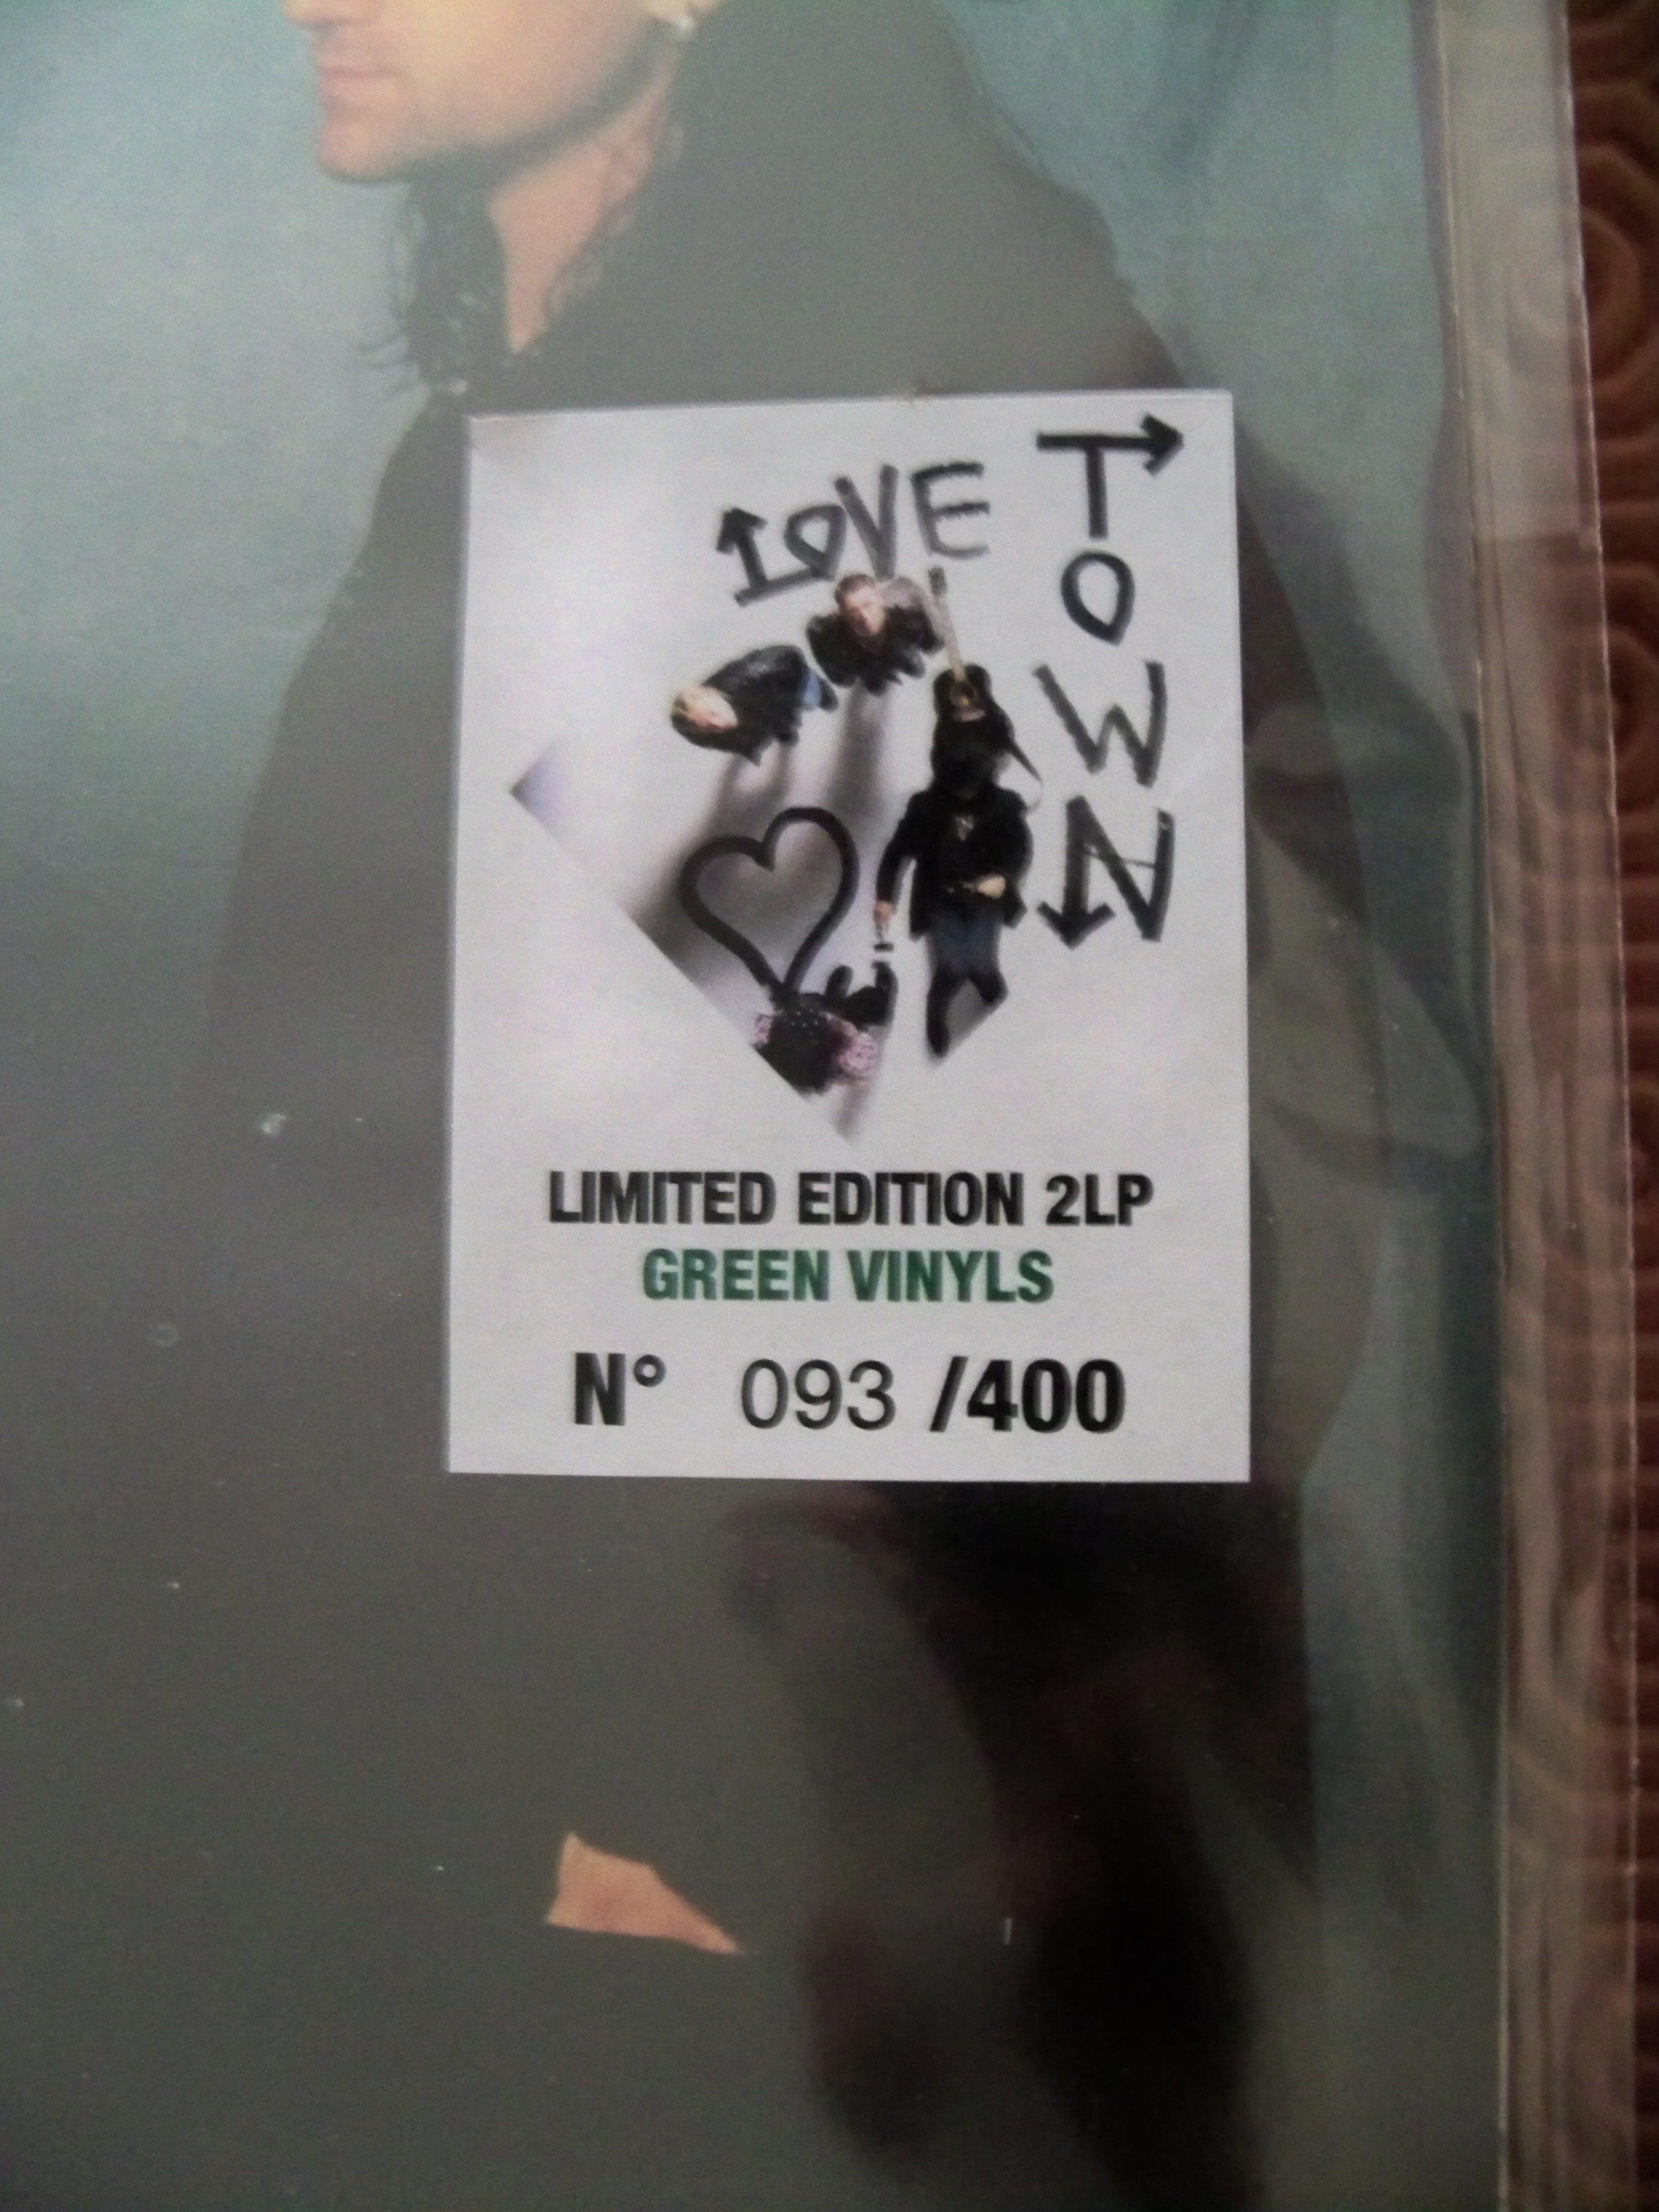 LOVE
TOWN
LIMITED EDITION 2LP
GREEN VINYLS
N° 093 /400